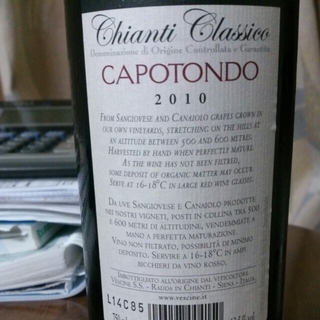 Chianti Classico
Denominazione di Origine Controllata e Garantita
CAPOTONDO
2010
From Sangiovese and Canaiolo grapes grown in
our own vineyards, stretching on the hills at
an altitude between 500 and 600 metres.
Harvested by hand when perfectly mature.
As the wine has not been filtred,
some deposit of organic matter may occur.
Serve at 16-18°C in large red wine glasses.
Da uve Sangiovese e Canaiolo prodotte
nei nostri vigneti, posti in collina tra 500
e 600 metri di altitudine, vendemmiate a
mano a perfetta maturazione.
Vino non filtrato, possibilità di minimo
deposito. Servire a 16-18°C in ampi
bicchieri da vino rosso.
Imbottigliato all'origine dal viticoltore
Vescine S.S. - Radda in Chianti - Siena - Italia
www.vescine.it
L14C85